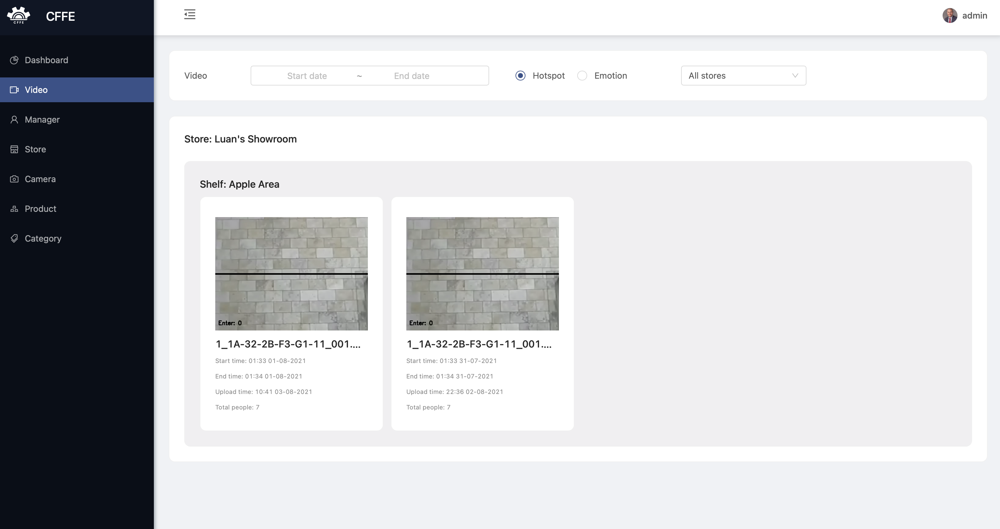 CFFE
CFFE
admin
Dashboard
Video
Manager
Store
Camera
Product
Category
Video
Start date ~ End date
Hotspot
Emotion
All stores
Store: Luan's Showroom
Shelf: Apple Area
Enter: 0
1_1A-32-2B-F3-G1-11_001....
Start time: 01:33 01-08-2021
End time: 01:34 01-08-2021
Upload time: 10:41 03-08-2021
Total people: 7
Enter: 0
1_1A-32-2B-F3-G1-11_001....
Start time: 01:33 31-07-2021
End time: 01:34 31-07-2021
Upload time: 22:36 02-08-2021
Total people: 7